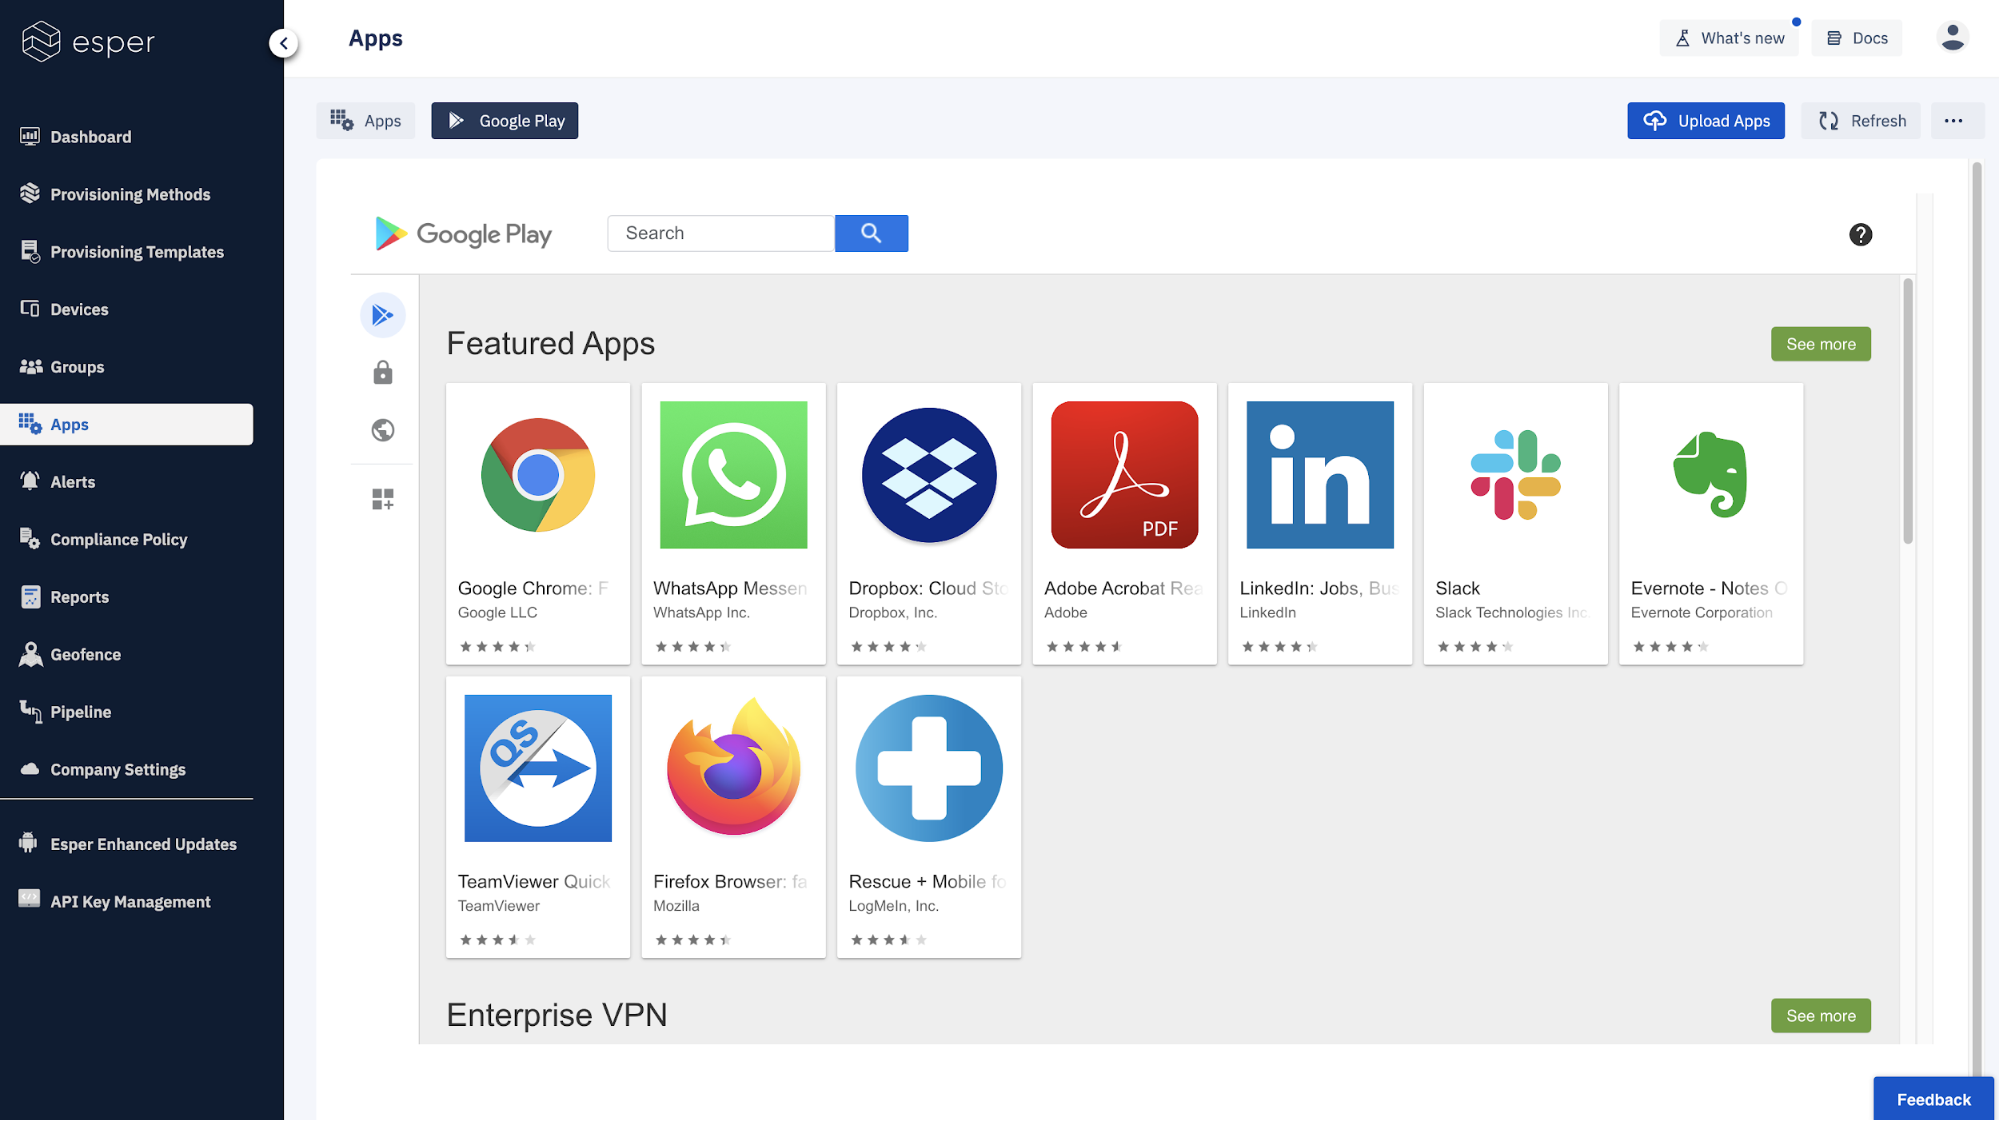 esper
Apps
What's new
Docs
Dashboard
Provisioning Methods
Provisioning Templates
Devices
Groups
Apps
Alerts
Compliance Policy
Reports
Geofence
Pipeline
Company Settings
Esper Enhanced Updates
API Key Management
Apps
Google Play
Upload Apps
Refresh
Google Play
Search
Featured Apps
See more
PDF
in
Google Chrome: F
Google LLC
WhatsApp Messen
WhatsApp Inc.
Dropbox: Cloud Sto
Dropbox, Inc.
Adobe Acrobat Rea
Adobe
LinkedIn: Jobs, Bus
LinkedIn
Slack
Slack Technologies Inc.
Evernote - Notes O
Evernote Corporation
QS
TeamViewer Quick
TeamViewer
Firefox Browser: fa
Mozilla
Rescue + Mobile fo
LogMeIn, Inc.
Enterprise VPN
See more
Feedback